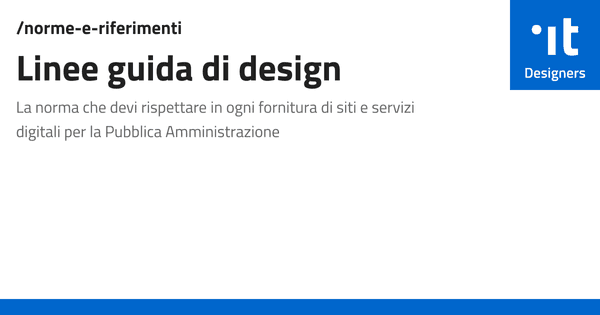 /norme-e-riferimenti
Linee guida di design
La norma che devi rispettare in ogni fornitura di siti e servizi
digitali per la Pubblica Amministrazione
it
Designers